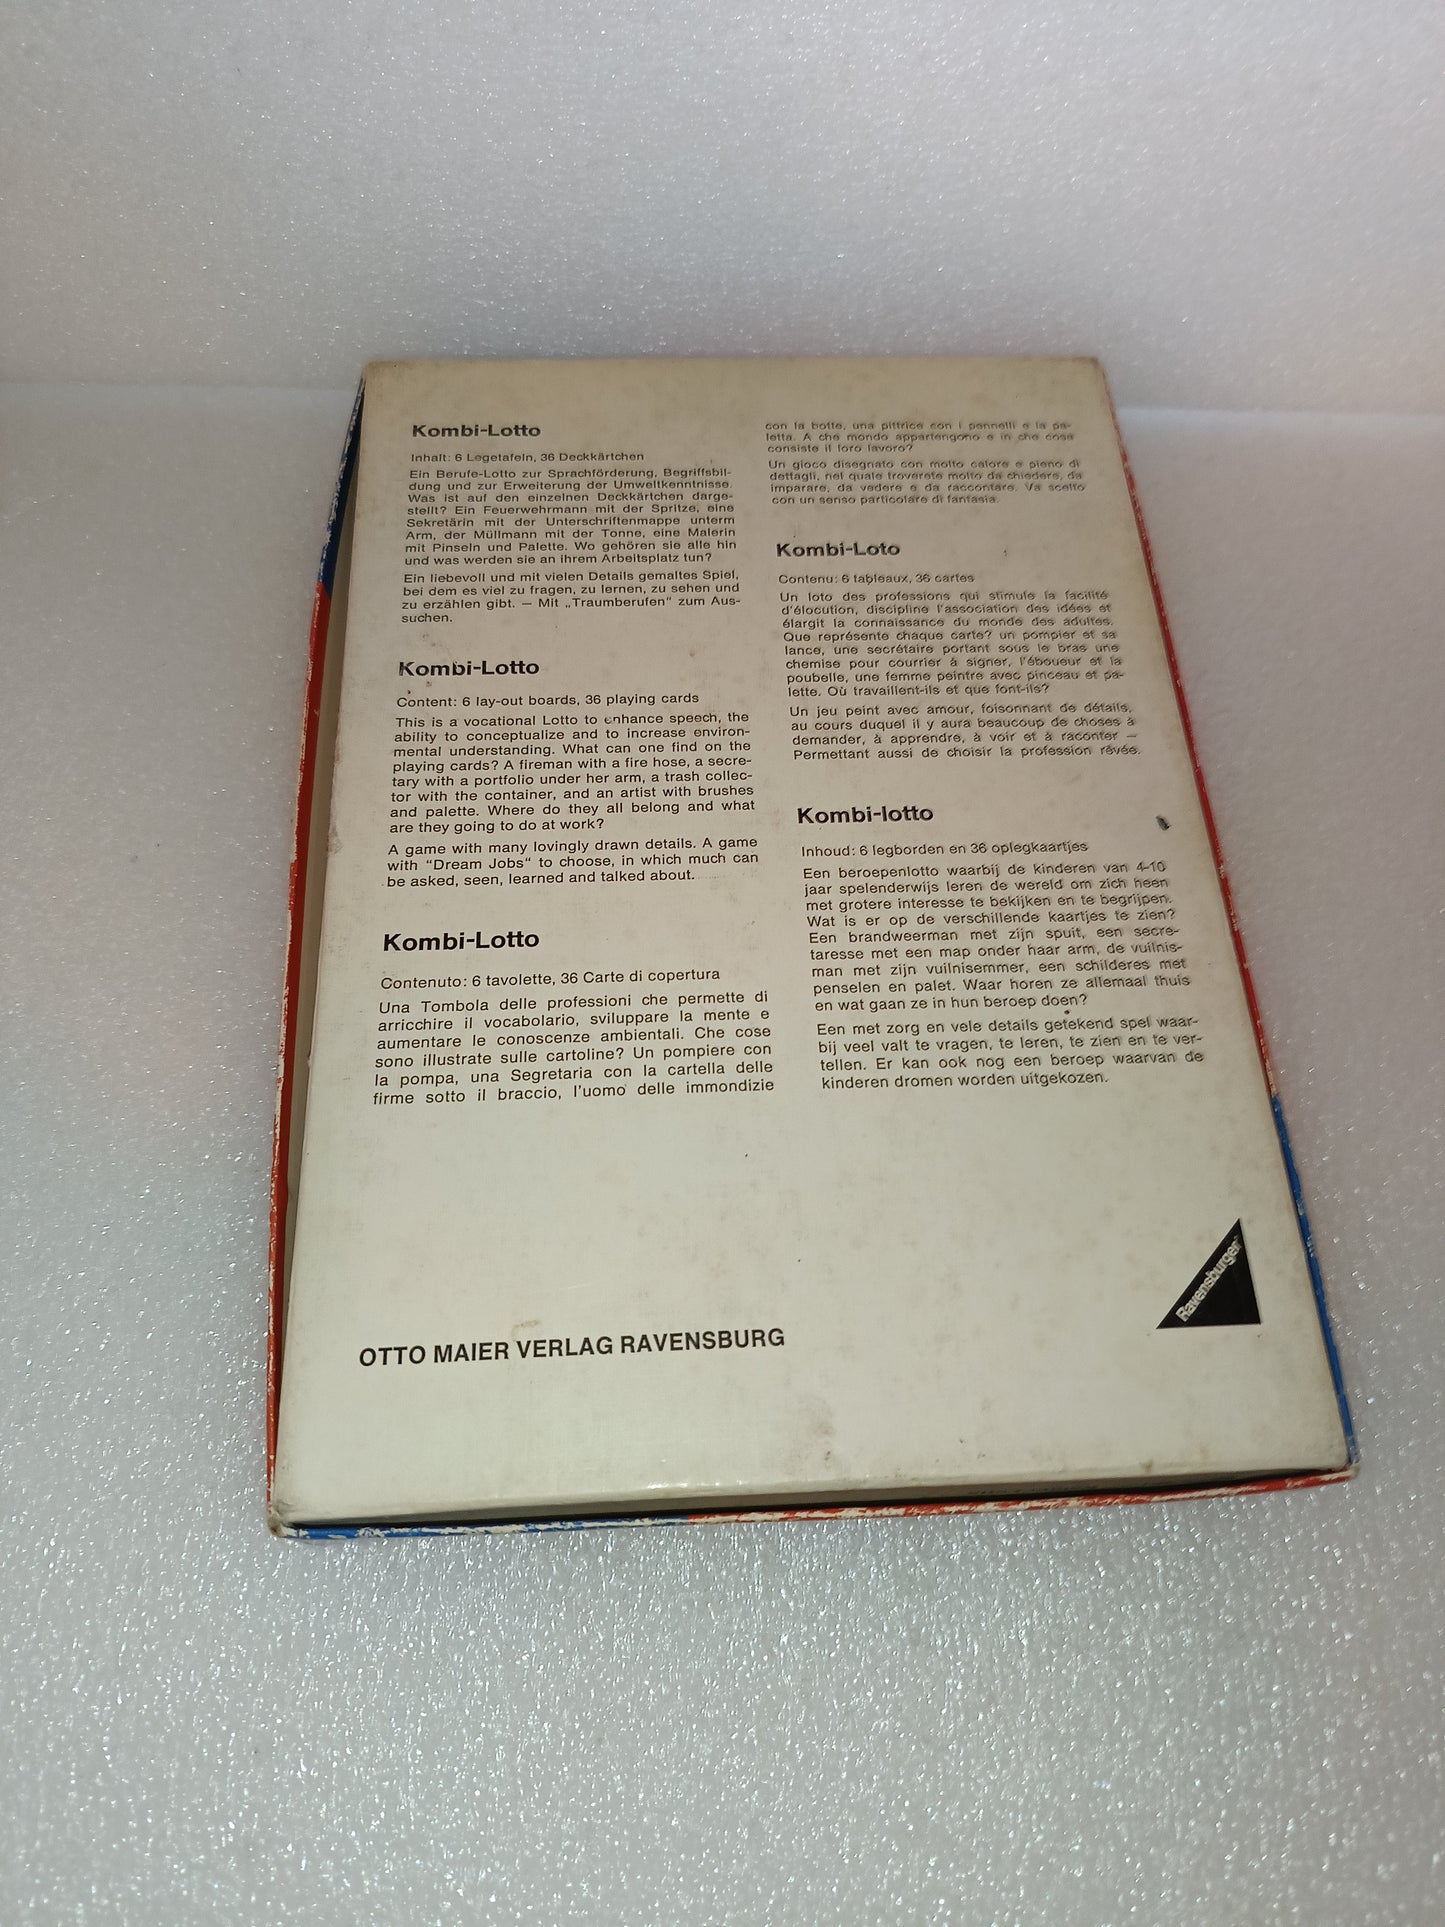 Kombi-Lotto
Inhalt: 6 Legetafeln, 36 Deckkärtchen
Ein Berufe-Lotto zur Sprachförderung, Begriffsbil-
dung und zur Erweiterung der Umweltkenntnisse.
Was ist auf den einzelnen Deckkärtchen darge-
stellt? Ein Feuerwehrmann mit der Spritze, eine
Sekretärin mit der Unterschriftenmappe unterm
Arm, der Müllmann mit der Tonne, eine Malerin
mit Pinseln und Palette. Wo gehören sie alle hin
und was werden sie an ihrem Arbeitsplatz tun?
Ein liebevoll und mit vielen Details gemaltes Spiel,
bei dem es viel zu fragen, zu lernen, zu sehen und
zu erzählen gibt. – Mit „Traumberufen" zum Aus-
suchen.
Kombi-Lotto
Content: 6 lay-out boards, 36 playing cards
This is a vocational Lotto to enhance speech, the
ability to conceptualize and to increase environ-
mental understanding. What can one find on the
playing cards? A fireman with a fire hose, a secre-
tary with a portfolio under her arm, a trash collec-
tor with the container, and an artist with brushes
and palette. Where do they all belong and what
are they going to do at work?
A game with many lovingly drawn details. A game
with "Dream Jobs" to choose, in which much can
be asked, seen, learned and talked about.
Kombi-Lotto
Contenuto: 6 tavolette, 36 Carte di copertura
Una Tombola delle professioni che permette di
arricchire il vocabolario, sviluppare la mente e
aumentare le conoscenze ambientali. Che cose
sono illustrate sulle cartoline? Un pompiere con
la pompa, una Segretaria con la cartella delle
firme sotto il braccio, l'uomo delle immondizie
con la botte, una pittrice con i pennelli e la pa-
letta. A che mondo appartengono e in che cosa
consiste il loro lavoro?
Un gioco disegnato con molto calore e pieno di
dettagli, nel quale troverete molto da chiedere, da
imparare, da vedere e da raccontare. Va scelto
con un senso particolare di fantasia.
Kombi-Loto
Contenu: 6 tableaux, 36 cartes
Un loto des professions qui stimule la facilité
d'élocution, discipline l'association des idées et
élargit la connaissance du monde des adultes.
Que représente chaque carte? un pompier et sa
lance, une secrétaire portant sous le bras une
chemise pour courrier à signer, l'éboueur et la
poubelle, une femme peintre avec pinceau et pa-
lette. Où travaillent-ils et que font-ils?
Un jeu peint avec amour, foisonnant de détails,
au cours duquel il y aura beaucoup de choses à
demander, à apprendre, à voir et à raconter –
Permettant aussi de choisir la profession rêvée.
Kombi-lotto
Inhoud: 6 legborden en 36 oplegkaartjes
Een beroepenlotto waarbij de kinderen van 4-10
jaar spelenderwijs leren de wereld om zich heen
met grotere interesse te bekijken en te begrijpen.
Wat is er op de verschillende kaartjes te zien?
Een brandweerman met zijn spuit, een secre-
taresse met een map onder haar arm, de vuilnis-
man met zijn vuilnisemmer, een schilderes met
penselen en palet. Waar horen ze allemaal thuis
en wat gaan ze in hun beroep doen?
Een met zorg en vele details getekend spel waar-
bij veel valt te vragen, te leren, te zien en te ver-
tellen. Er kan ook nog een beroep waarvan de
kinderen dromen worden uitgekozen.
Ravensburger
OTTO MAIER VERLAG RAVENSBURG